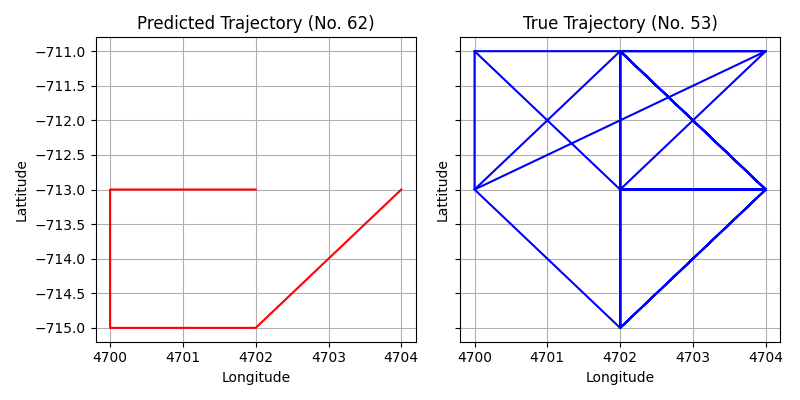 Predicted Trajectory (No. 62)
True Trajectory (No. 53)
−711.0
−711.5
−712.0
−712.5
−713.0
−713.5
−714.0
−714.5
−715.0
Lattitude
Lattitude
4700 4701 4702 4703 4704
4700 4701 4702 4703 4704
Longitude
Longitude